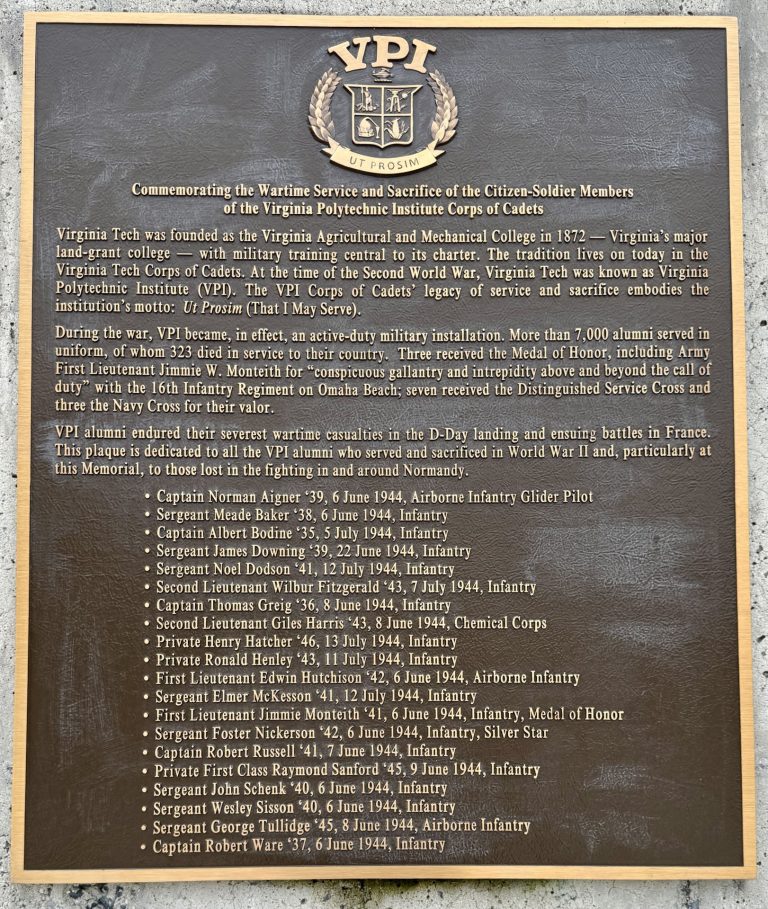 VPI
UT PROSIM
Commemorating the Wartime Service and Sacrifice of the Citizen-Soldier Members
of the Virginia Polytechnic Institute Corps of Cadets
Virginia Tech was founded as the Virginia Agricultural and Mechanical College in 1872 — Virginia's major
land-grant college — with military training central to its charter. The tradition lives on today in the
Virginia Tech Corps of Cadets. At the time of the Second World War, Virginia Tech was known as Virginia
Polytechnic Institute (VPI). The VPI Corps of Cadets' legacy of service and sacrifice embodies the
institution's motto: Ut Prosim (That I May Serve).
During the war, VPI became, in effect, an active-duty military installation. More than 7,000 alumni served in
uniform, of whom 323 died in service to their country. Three received the Medal of Honor, including Army
First Lieutenant Jimmie W. Monteith for "conspicuous gallantry and intrepidity above and beyond the call of
duty" with the 16th Infantry Regiment on Omaha Beach; seven received the Distinguished Service Cross and
three the Navy Cross for their valor.
VPI alumni endured their severest wartime casualties in the D-Day landing and ensuing battles in France.
This plaque is dedicated to all the VPI alumni who served and sacrificed in World War II and, particularly at
this Memorial, to those lost in the fighting in and around Normandy.
• Captain Norman Aigner '39, 6 June 1944, Airborne Infantry Glider Pilot
• Sergeant Meade Baker '38, 6 June 1944, Infantry
• Captain Albert Bodine '35, 5 July 1944, Infantry
• Sergeant James Downing '39, 22 June 1944, Infantry
• Sergeant Noel Dodson '41, 12 July 1944, Infantry
• Second Lieutenant Wilbur Fitzgerald '43, 7 July 1944, Infantry
• Captain Thomas Greig '36, 8 June 1944, Infantry
• Second Lieutenant Giles Harris '43, 8 June 1944, Chemical Corps
• Private Henry Hatcher '46, 13 July 1944, Infantry
• Private Ronald Henley '43, 11 July 1944, Infantry
• First Lieutenant Edwin Hutchison '42, 6 June 1944, Airborne Infantry
• Sergeant Elmer McKesson '41, 12 July 1944, Infantry
• First Lieutenant Jimmie Monteith '41, 6 June 1944, Infantry, Medal of Honor
• Sergeant Foster Nickerson '42, 6 June 1944, Infantry, Silver Star
• Captain Robert Russell '41, 7 June 1944, Infantry
• Private First Class Raymond Sanford '45, 9 June 1944, Infantry
• Sergeant John Schenk '40, 6 June 1944, Infantry
• Sergeant Wesley Sisson '40, 6 June 1944, Infantry
• Sergeant George Tullidge '45, 8 June 1944, Airborne Infantry
• Captain Robert Ware '37, 6 June 1944, Infantry